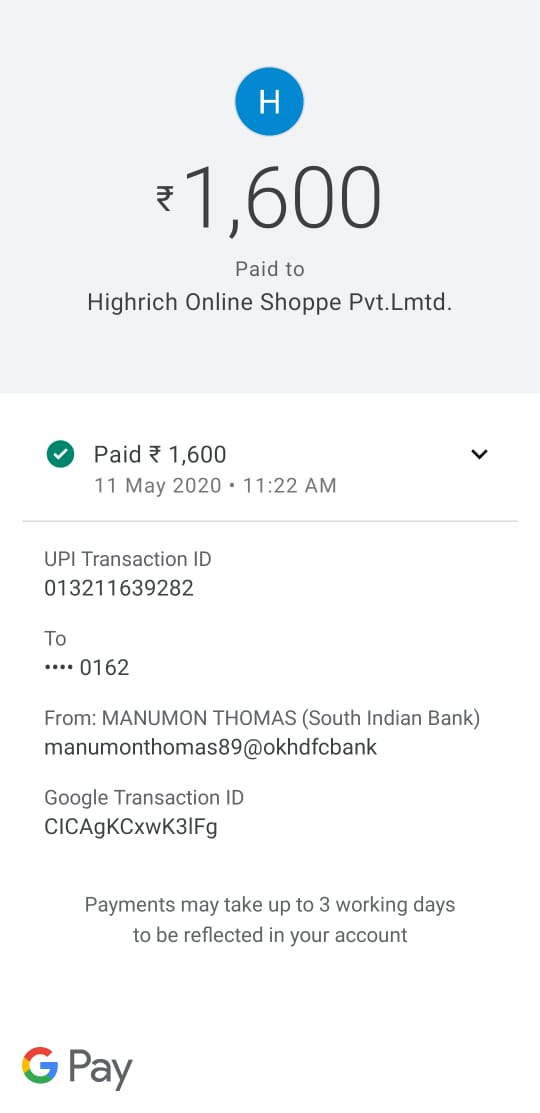 H
₹1,600
Paid to
Highrich Online Shoppe Pvt.Lmtd.
Paid ₹ 1,600
11 May 2020 • 11:22 AM
UPI Transaction ID
013211639282
To
•••• 0162
From: MANUMON THOMAS (South Indian Bank)
manumonthomas89@okhdfcbank
Google Transaction ID
CICAgKCxwK3lFg
Payments may take up to 3 working days
to be reflected in your account
G Pay